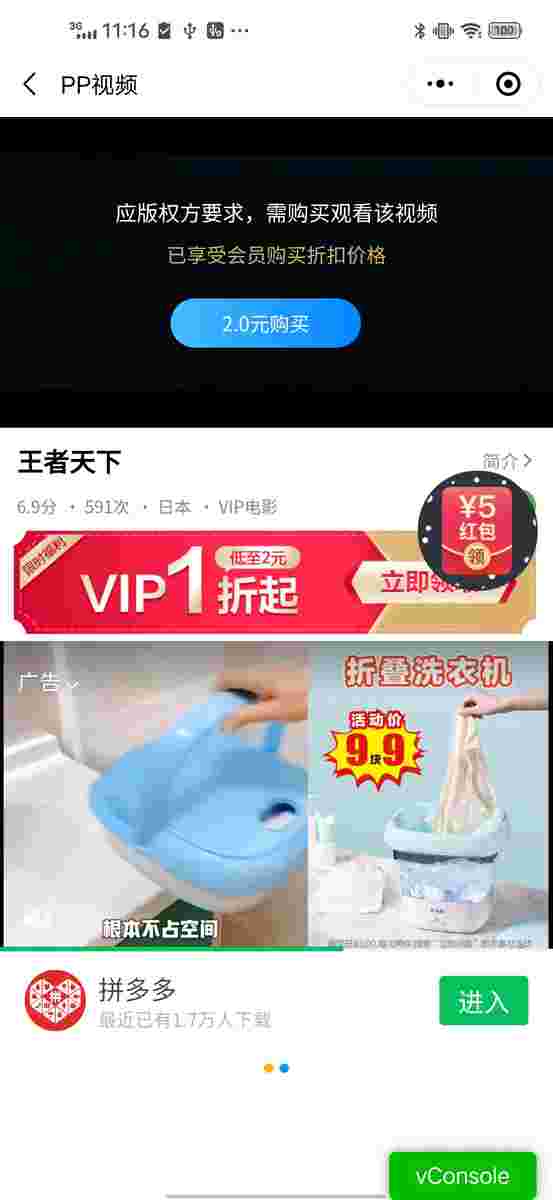 3G 11:16 100
PP视频
应版权方要求，需购买观看该视频
已享受会员购买折扣价格
2.0元购买
王者天下
简介
6.9分 · 591次 · 日本 · VIP电影
¥5
红包
领
限时福利
VIP1折起
低至2元
立即领
广告
折叠洗衣机
活动价
9块9
根本不占空间
拼多多
最近已有1.7万人下载
进入
vConsole